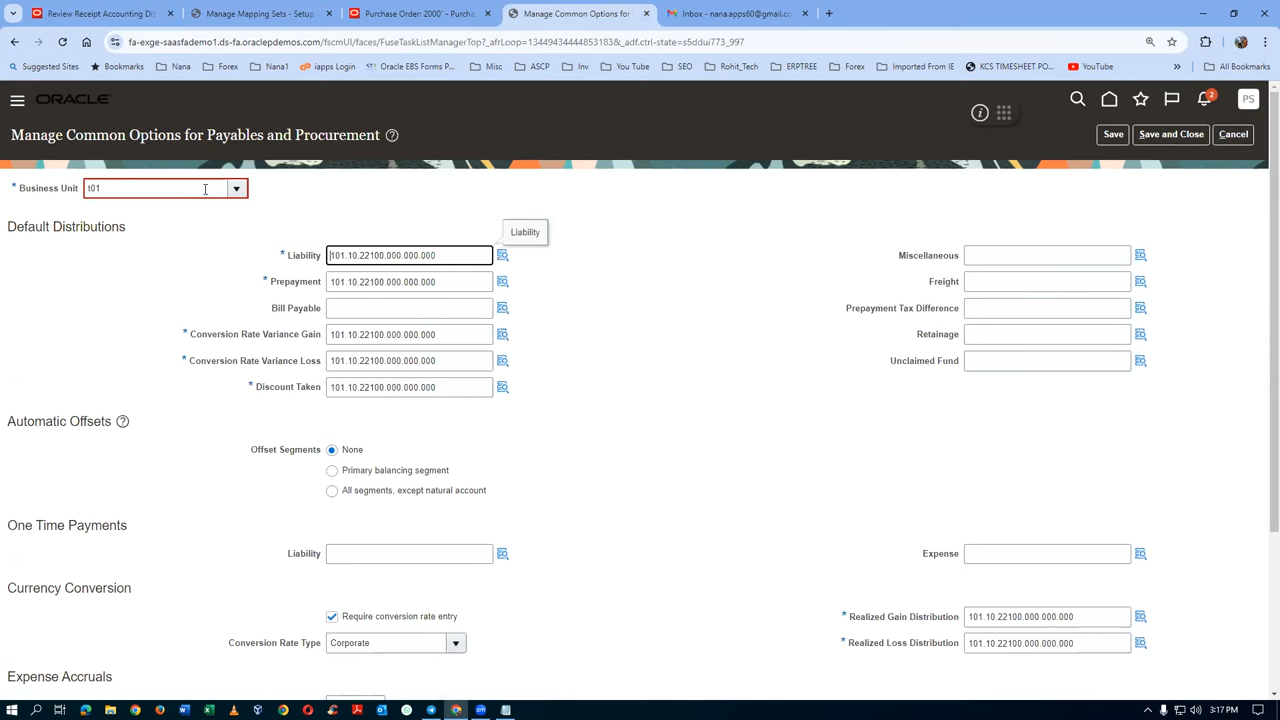 Receipt Accounting Distributi
Manage Mapping Sets - Setup
Purchase Order: 2000" - Purcha
Manage Common Options for P
Inbox - nana.apps60@gmail.co
fa-exge-saasfademo1.ds-fa.oraclepdemos.com/fscmUI/faces/FuseTaskListManagerTop?_afrLoop=134494344448531​83&_adf.ctrl-state=s5ddui773_997
Suggested Sites
Bookmarks
Nana
Forex
Nana1
iapps Limited
Oracle EBS Forms P...
Misc
ASCP
Inv
You Tube
SEO
Rohit_Tech
ERPTREE
Forex
Imported From IE
KCS TIMESHEET PO...
YouTube
All Bookmarks
ORACLE
2
PS
Manage Common Options for Payables and Procurement
Save
Save and Close
Cancel
* Business Unit t01
Default Distributions
Liability
* Liability 101.10.22100.000.000.000
Miscellaneous
* Prepayment 101.10.22100.000.000.000
Freight
Bill Payable
Prepayment Tax Difference
* Conversion Rate Variance Gain 101.10.22100.000.000.000
Retainage
* Conversion Rate Variance Loss 101.10.22100.000.000.000
Unclaimed Fund
* Discount Taken 101.10.22100.000.000.000
Automatic Offsets
Offset Segments None
Primary balancing segment
All segments, except natural account
One Time Payments
Liability
Expense
Currency Conversion
Require conversion rate entry
* Realized Gain Distribution 101.10.22100.000.000.000
Conversion Rate Type Corporate
* Realized Loss Distribution 101.10.22100.000.000.000
Expense Accruals
3:17 PM